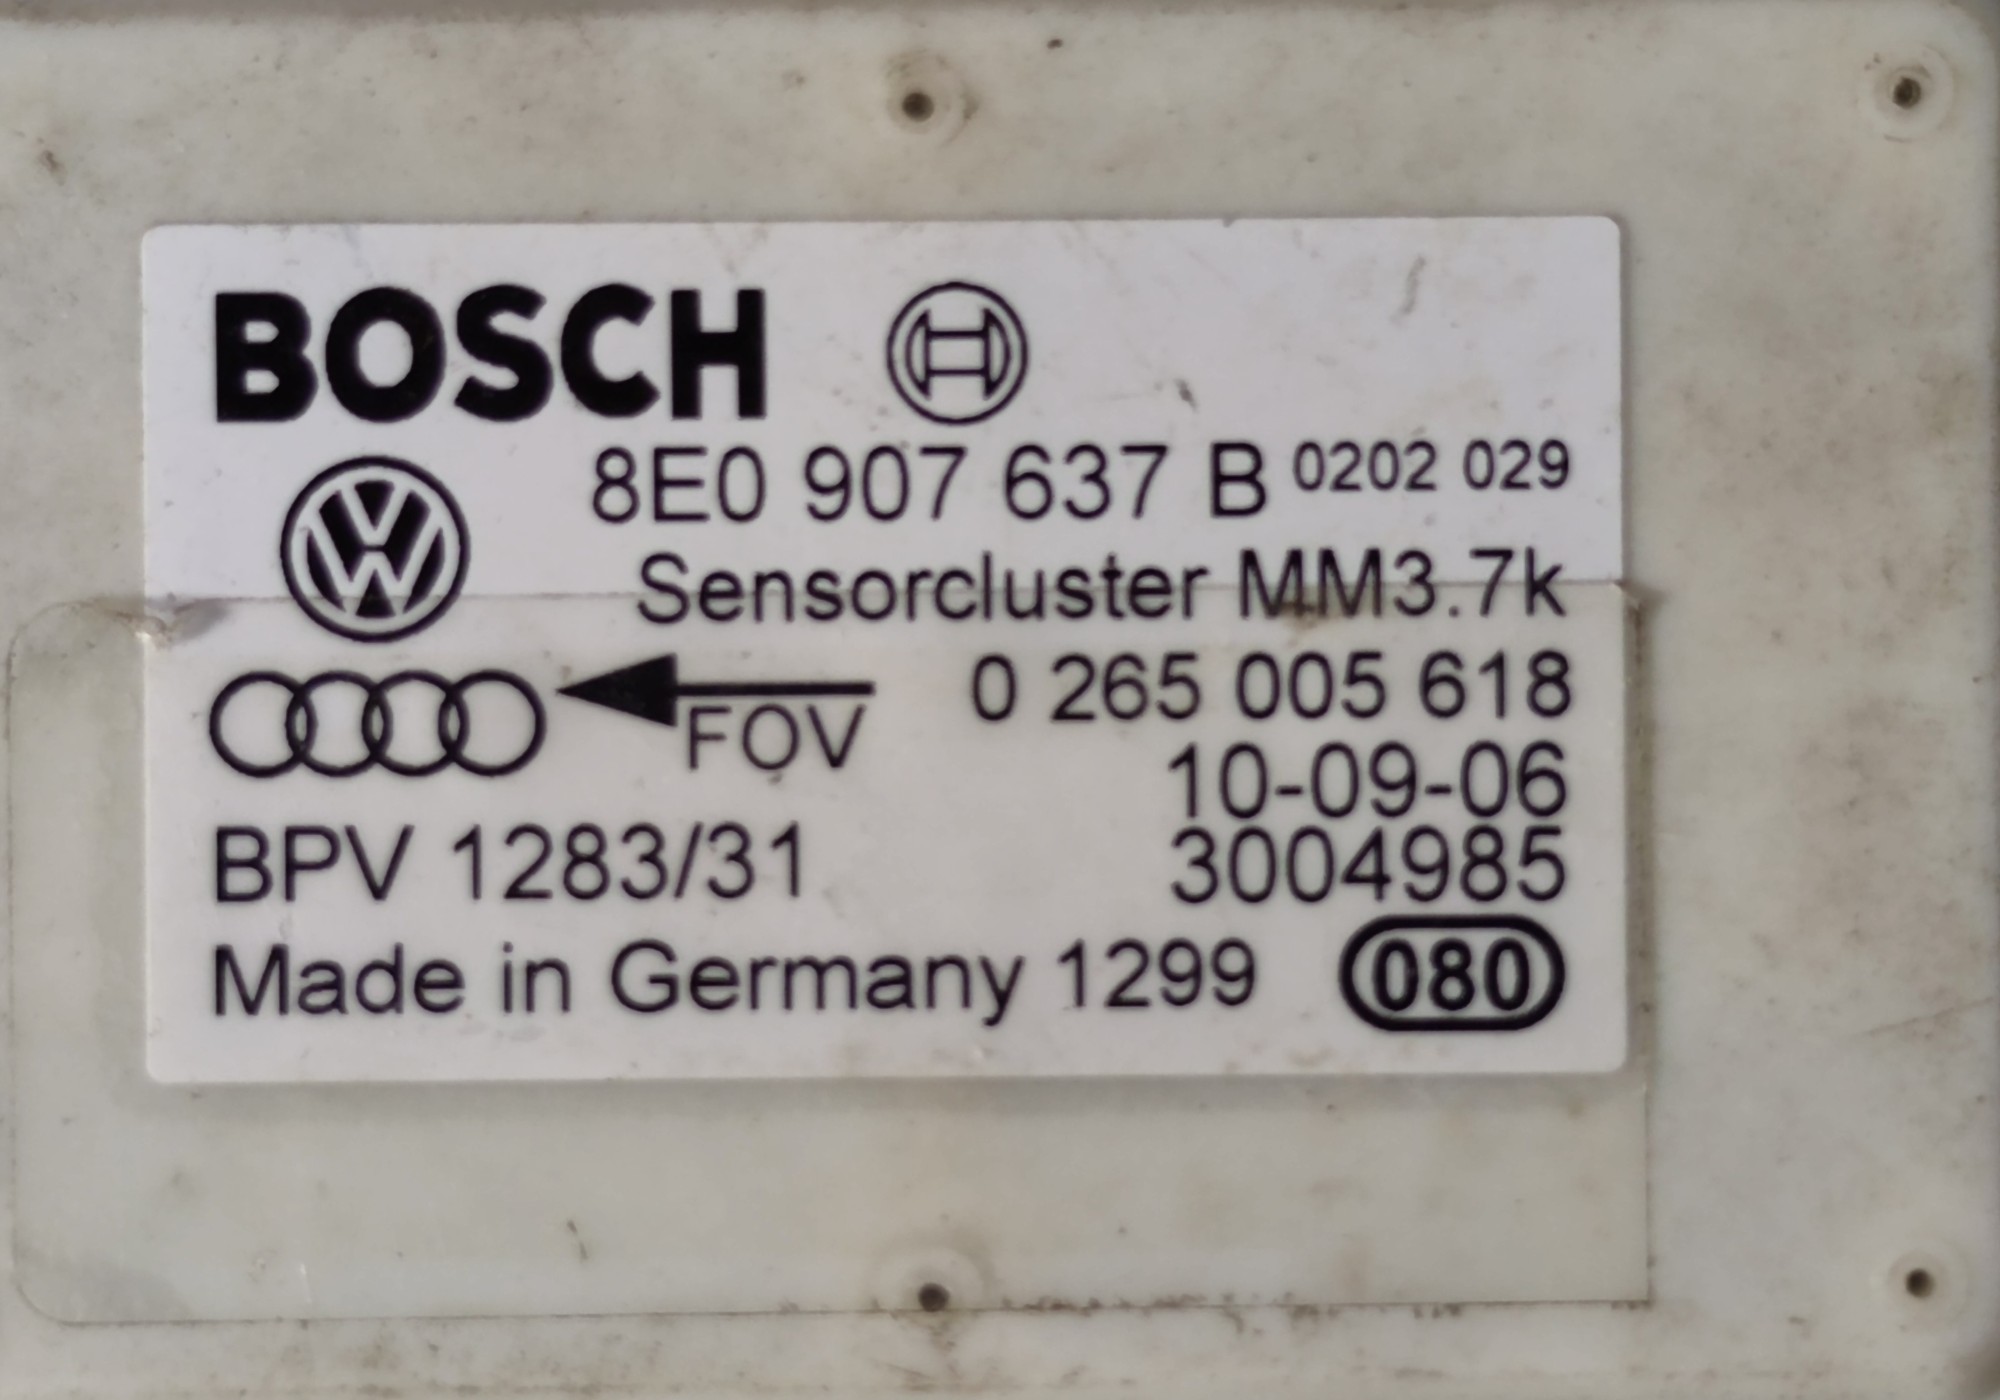 BOSCH
8E0 907 637 B 0202 029
Sensorcluster MM3.7k
FOV
0 265 005 618
10-09-06
BPV 1283/31 3004985
Made in Germany 1299 080